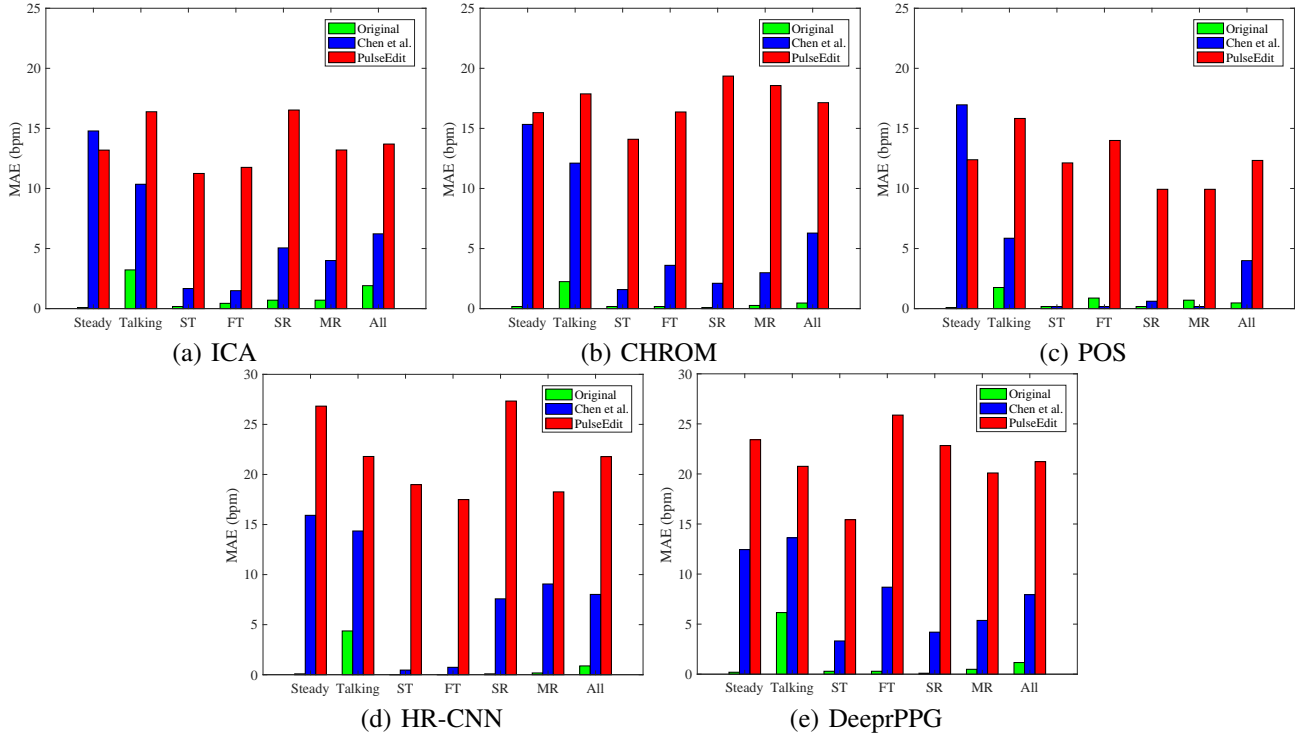 25
20
15
10
5
0
MAE (bpm)
Original
Chen et al.
PulseEdit
Steady Talking ST FT SR MR All
(a) ICA
25
20
15
10
5
0
MAE (bpm)
Original
Chen et al.
PulseEdit
Steady Talking ST FT SR MR All
(b) CHROM
25
20
15
10
5
0
MAE (bpm)
Original
Chen et al.
PulseEdit
Steady Talking ST FT SR MR All
(c) POS
30
25
20
15
10
5
0
MAE (bpm)
Original
Chen et al.
PulseEdit
Steady Talking ST FT SR MR All
(d) HR-CNN
30
25
20
15
10
5
0
MAE (bpm)
Original
Chen et al.
PulseEdit
Steady Talking ST FT SR MR All
(e) DeeprPPG